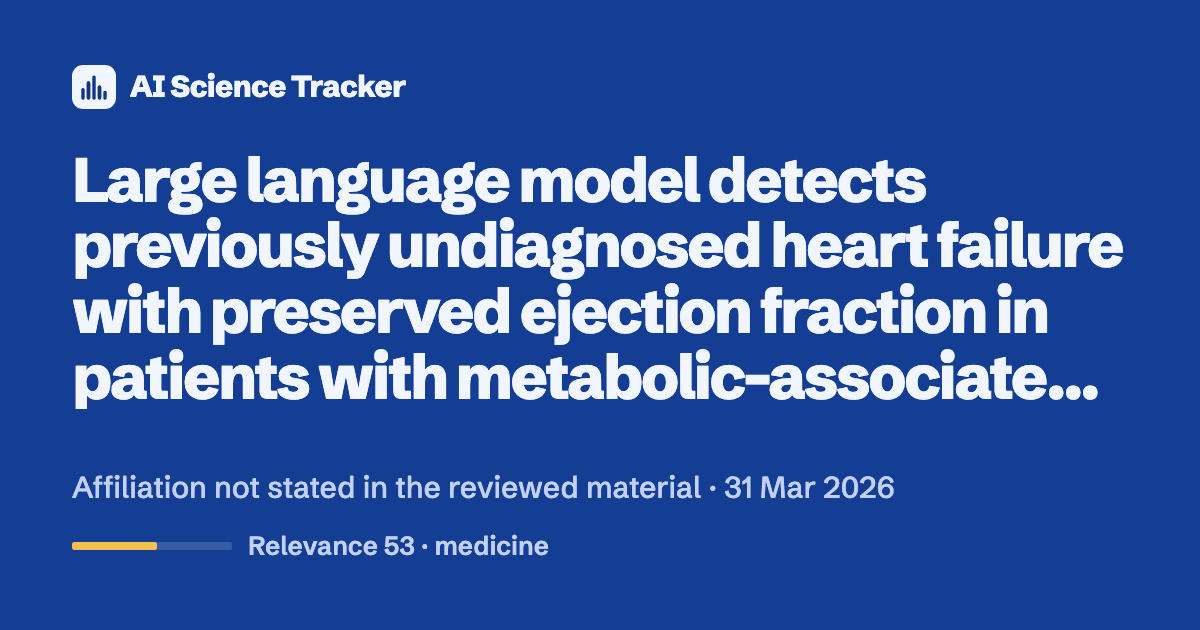 AI Science Tracker
Large language model detects
previously undiagnosed heart failure
with preserved ejection fraction in
patients with metabolic-associate...
Affiliation not stated in the reviewed material · 31 Mar 2026
Relevance 53 · medicine